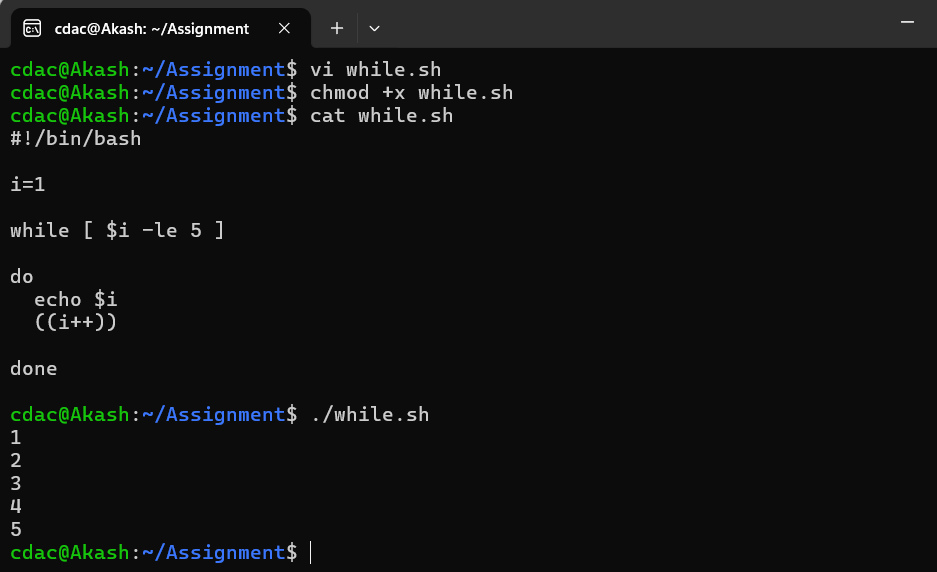 cdac@Akash: ~/Assignment
cdac@Akash:~/Assignment$ vi while.sh
cdac@Akash:~/Assignment$ chmod +x while.sh
cdac@Akash:~/Assignment$ cat while.sh
#!/bin/bash
i=1
while [ $i -le 5 ]
do
  echo $i
  ((i++))
done
cdac@Akash:~/Assignment$ ./while.sh
1
2
3
4
5
cdac@Akash:~/Assignment$